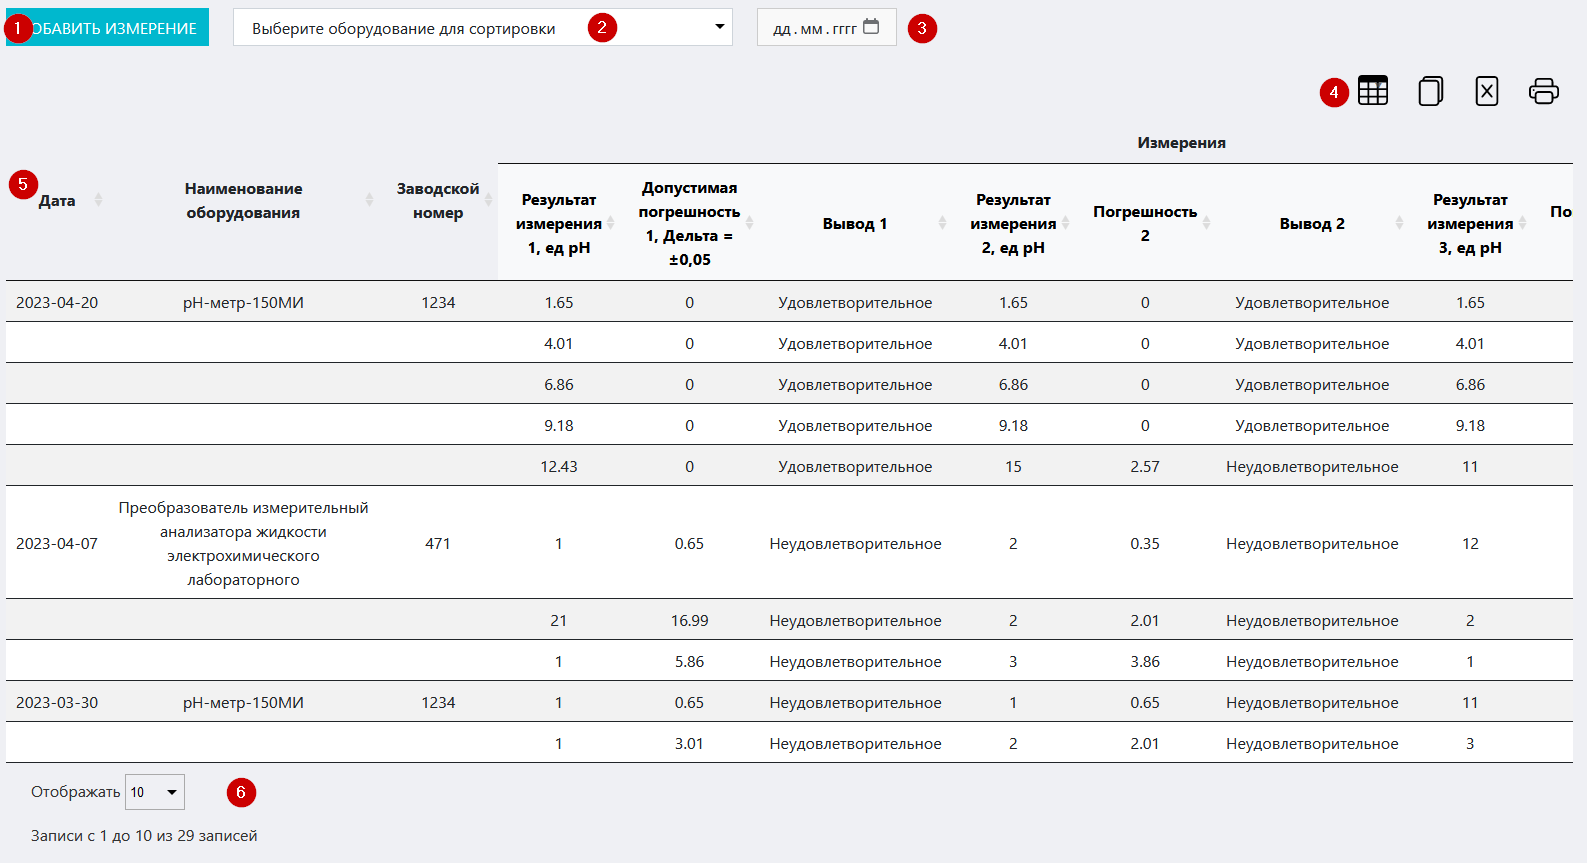 1 ОБАВИТЬ ИЗМЕРЕНИЕ
Выберите оборудование для сортировки 2
дд.мм.гггг 3
4
Измерения
5
Дата
Наименование
оборудования
Заводской
номер
Результат
измерения
1, ед pH
Допустимая
погрешность
1, Дельта =
±0,05
Вывод 1
Результат
измерения
2, ед pH
Погрешность
2
Вывод 2
Результат
измерения
3, ед pH
По
2023-04-20 рН-метр-150МИ 1234 1.65 0 Удовлетворительное 1.65 0 Удовлетворительное 1.65
4.01 0 Удовлетворительное 4.01 0 Удовлетворительное 4.01
6.86 0 Удовлетворительное 6.86 0 Удовлетворительное 6.86
9.18 0 Удовлетворительное 9.18 0 Удовлетворительное 9.18
12.43 0 Удовлетворительное 15 2.57 Неудовлетворительное 11
Преобразователь измерительный
анализатора жидкости
электрохимического
лабораторного
2023-04-07 471 1 0.65 Неудовлетворительное 2 0.35 Неудовлетворительное 12
21 16.99 Неудовлетворительное 2 2.01 Неудовлетворительное 2
1 5.86 Неудовлетворительное 3 3.86 Неудовлетворительное 1
2023-03-30 рН-метр-150МИ 1234 1 0.65 Неудовлетворительное 1 0.65 Неудовлетворительное 11
1 3.01 Неудовлетворительное 2 2.01 Неудовлетворительное 3
Отображать 10 6
Записи с 1 до 10 из 29 записей